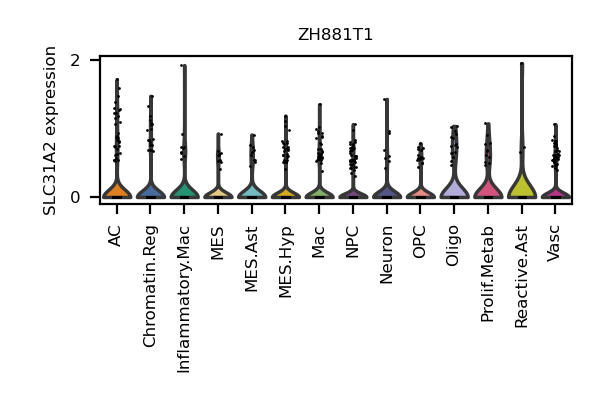 ZH881T1
SLC31A2 expression
2
0
AC
Chromatin.Reg
Inflammatory.Mac
MES
MES.Ast
MES.Hyp
Mac
NPC
Neuron
OPC
Oligo
Prolif.Metab
Reactive.Ast
Vasc